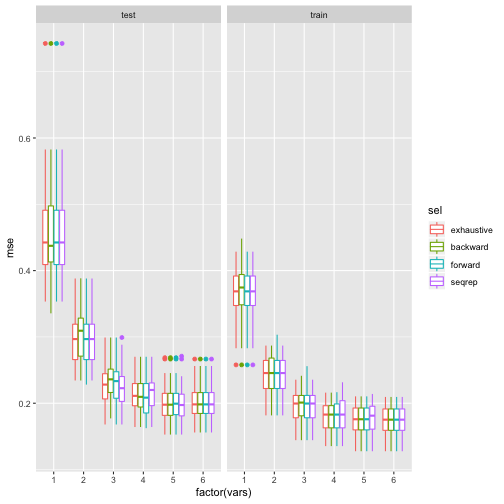 test
train
mse
0.6
0.4
0.2
1 2 3 4 5 6
1 2 3 4 5 6
factor(vars)
sel
exhaustive
backward
forward
seqrep